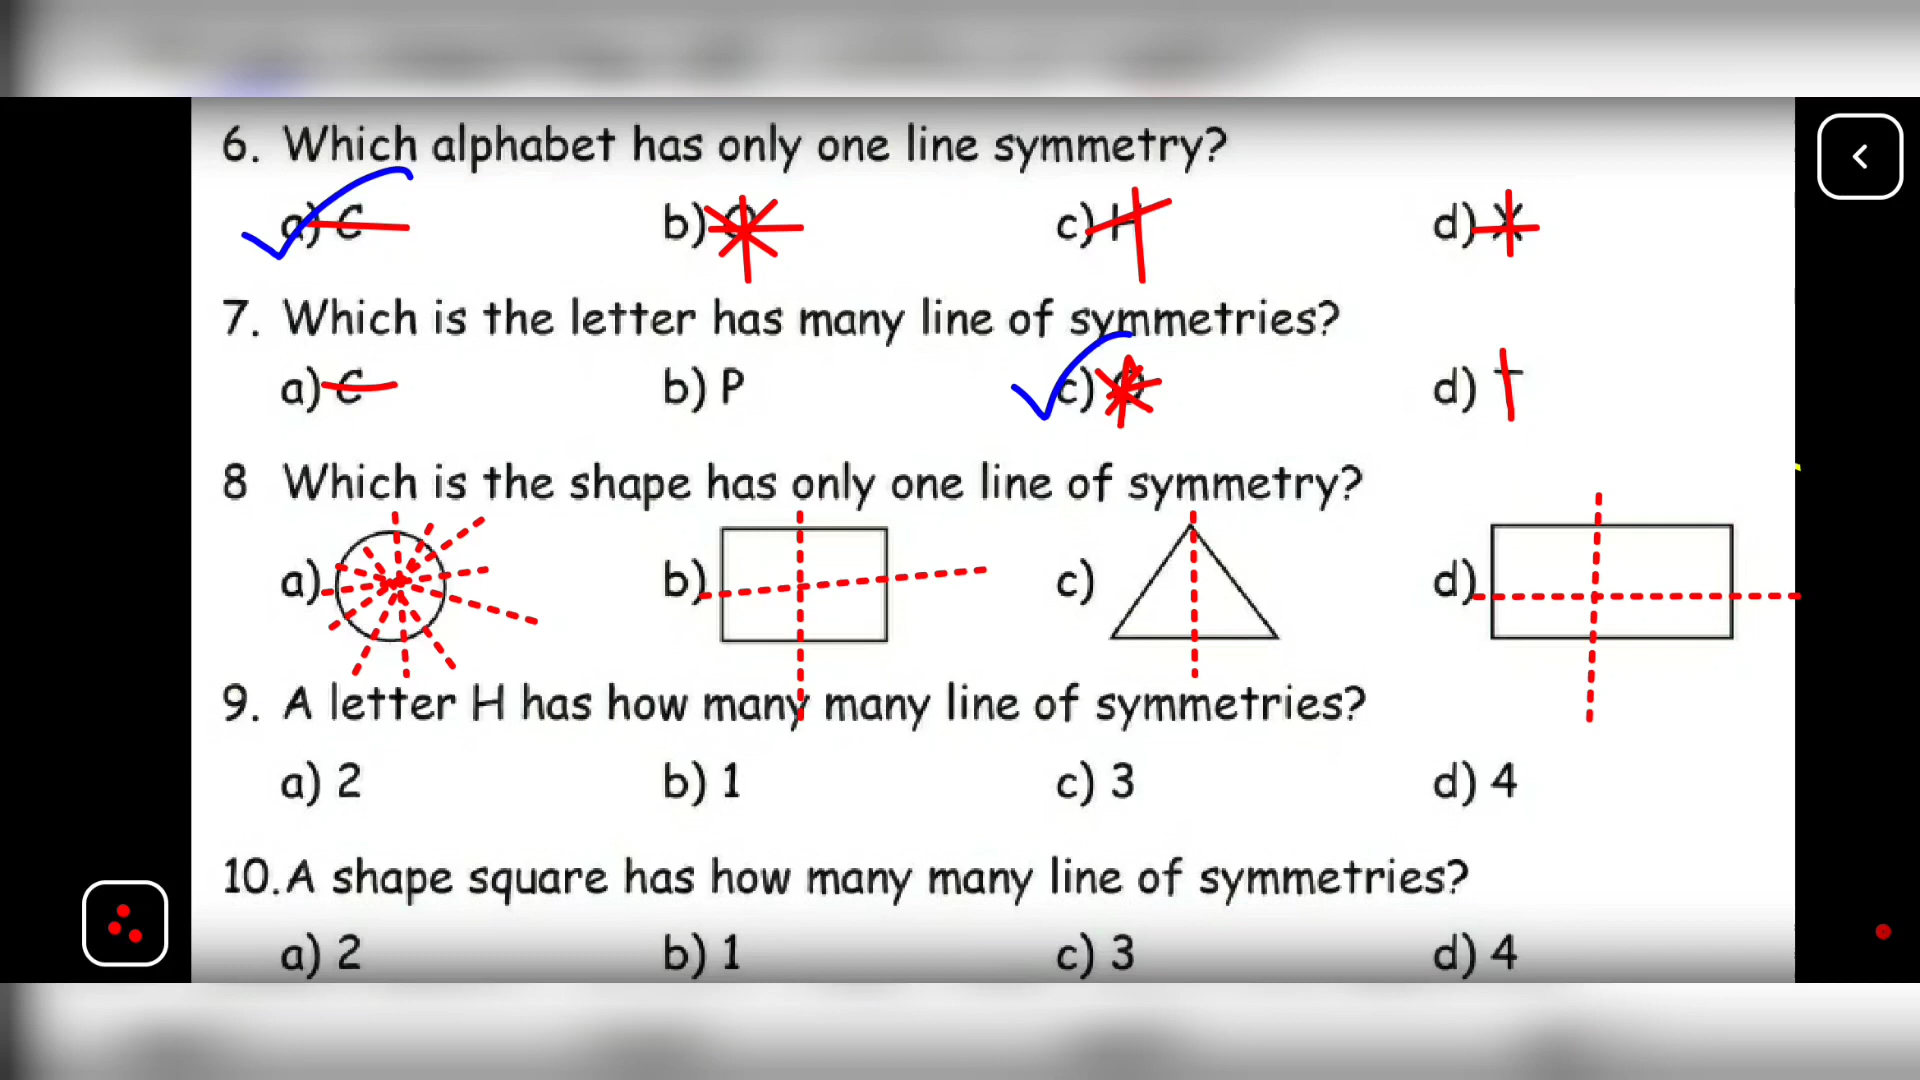 6. Which alphabet has only one line symmetry?
a) C b) O c) H d) X
7. Which is the letter has many line of symmetries?
a) C b) P c) O d) T
8 Which is the shape has only one line of symmetry?
a) b) c) d)
9. A letter H has how many many line of symmetries?
a) 2 b) 1 c) 3 d) 4
10. A shape square has how many many line of symmetries?
a) 2 b) 1 c) 3 d) 4